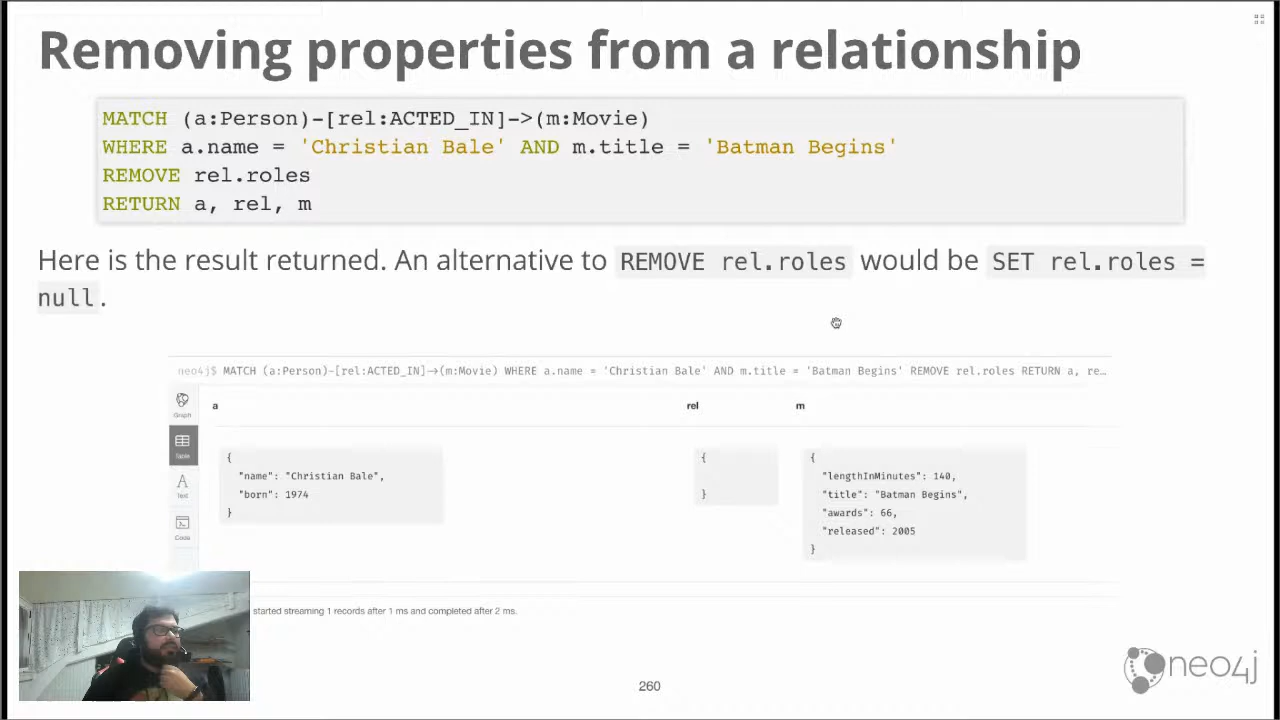 Removing properties from a relationship
MATCH (a:Person)-[rel:ACTED_IN]->(m:Movie)
WHERE a.name = 'Christian Bale' AND m.title = 'Batman Begins'
REMOVE rel.roles
RETURN a, rel, m
Here is the result returned. An alternative to REMOVE rel.roles would be SET rel.roles =
null.
neo4j$ MATCH (a:Person)-[rel:ACTED_IN]→(m:Movie) WHERE a.name = 'Christian Bale' AND m.title = 'Batman Begins' REMOVE rel.roles RETURN a, re…
Graph
Table
Text
Code
a rel m
{
"name": "Christian Bale",
"born": 1974
}
{
}
{
"lengthInMinutes": 140,
"title": "Batman Begins",
"awards": 66,
"released": 2005
}
started streaming 1 records after 1 ms and completed after 2 ms.
260
neo4j